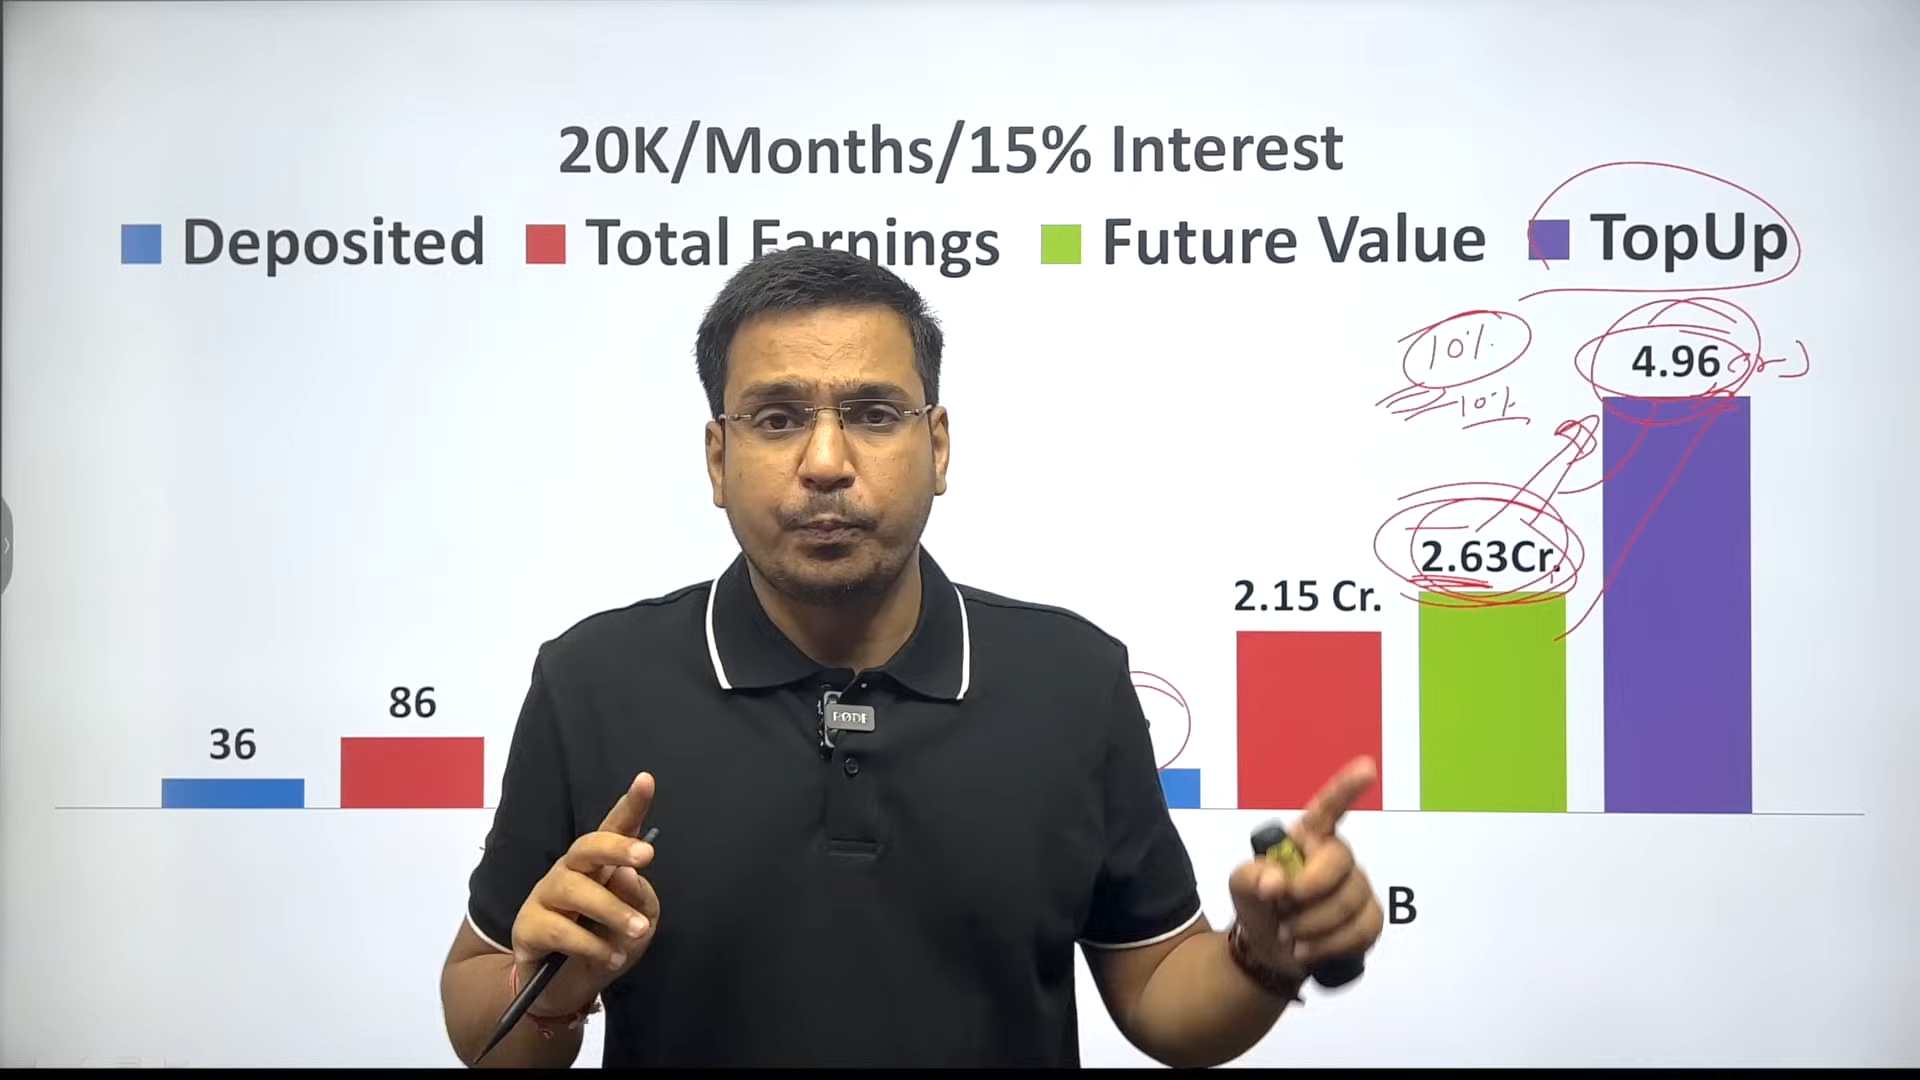 20K/Months/15% Interest
Deposited Total Earnings Future Value TopUp
10%
4.96 Cr
10%
2.63Cr.
2.15 Cr.
86
36
RØDE
B